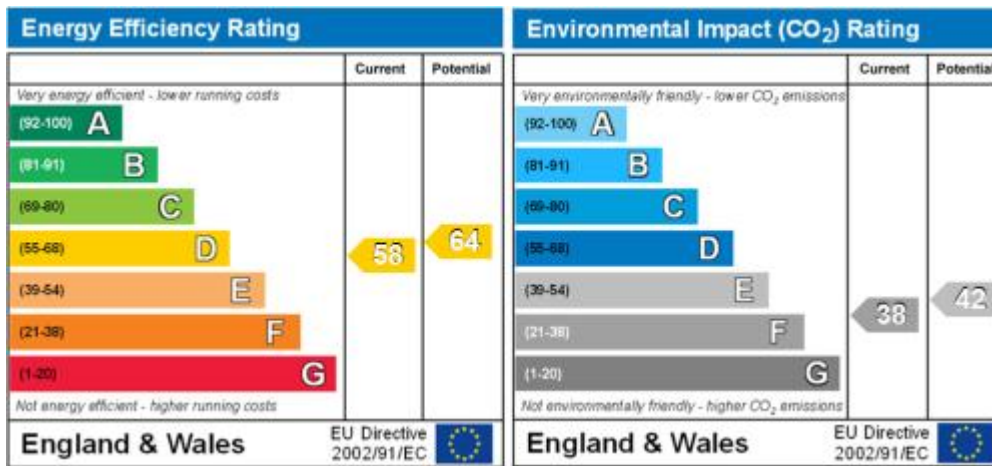 Energy Efficiency Rating
Current Potential
Very energy efficient - lower running costs
(92-100) A
(81-91) B
(69-80) C
(55-68) D
(39-54) E
(21-38) F
(1-20) G
58
64
Not energy efficient - higher running costs
England & Wales
EU Directive
2002/91/EC
Environmental Impact (CO₂) Rating
Current Potential
Very environmentally friendly - lower CO₂ emissions
(92-100) A
(81-91) B
(69-80) C
(55-68) D
(39-54) E
(21-38) F
(1-20) G
38
42
Not environmentally friendly - higher CO₂ emissions
England & Wales
EU Directive
2002/91/EC